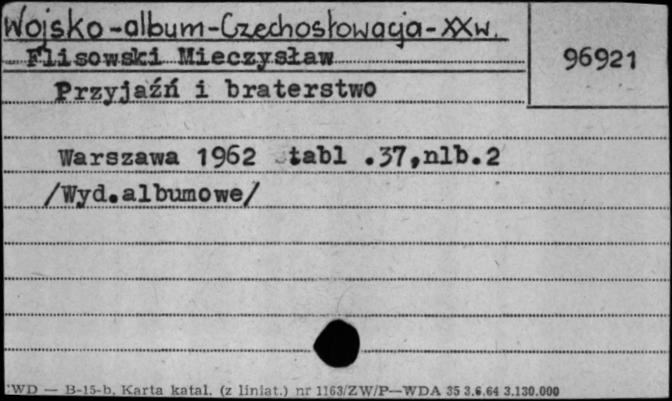 Wojsko-album-Czechosłowacja-XXw.
Flisowski Mieczysław
96921
Przyjaźń i braterstwo
Warszawa 1962 tabl .37,nlb.2
/Wyd.albumowe/
WD — B-15-b. Karta katal. (z liniat.) nr 1163/ZW/P—WDA 35 3.6.64 3.130.000